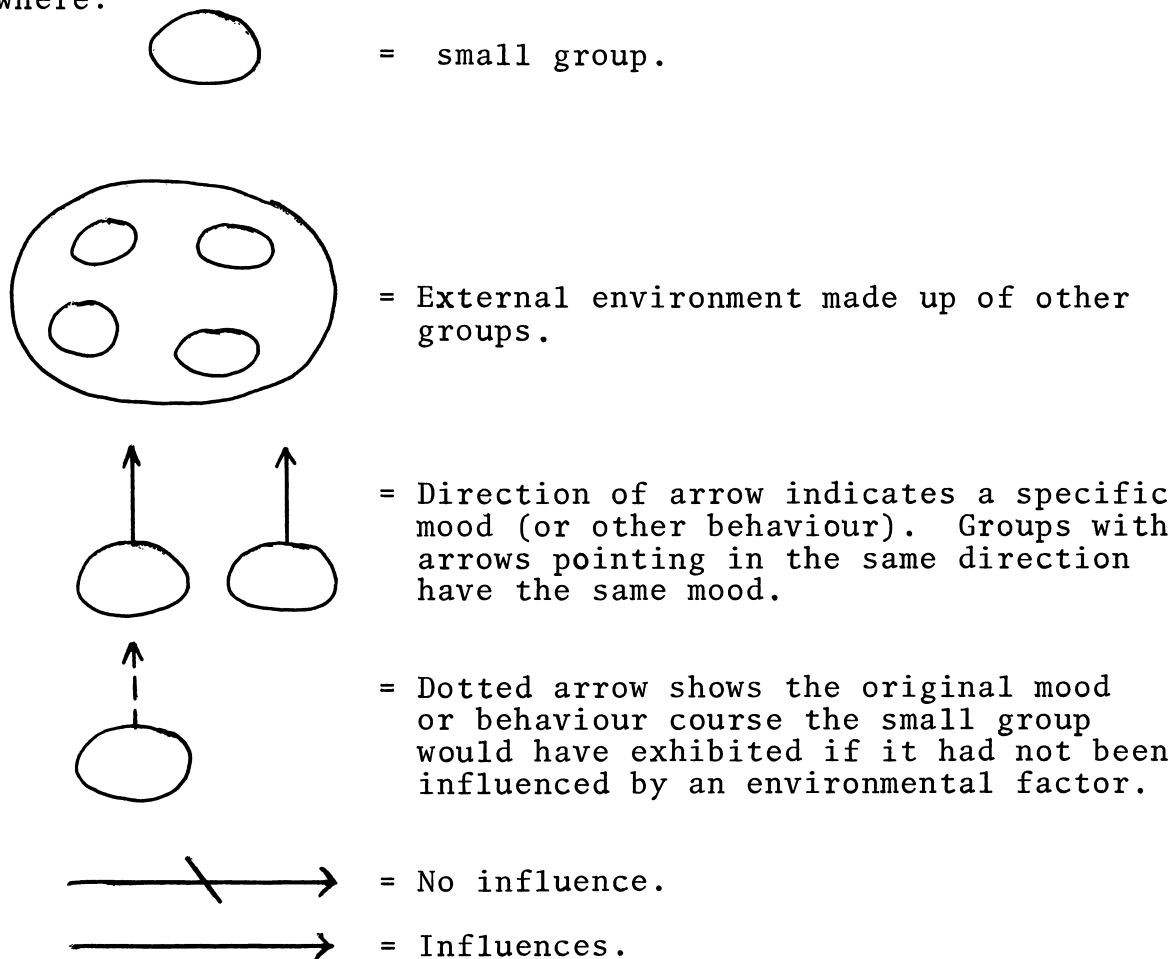 where:
= small group.
= External environment made up of other
groups.
= Direction of arrow indicates a specific
mood (or other behaviour). Groups with
arrows pointing in the same direction
have the same mood.
= Dotted arrow shows the original mood
or behaviour course the small group
would have exhibited if it had not been
influenced by an environmental factor.
= No influence.
= Influences.